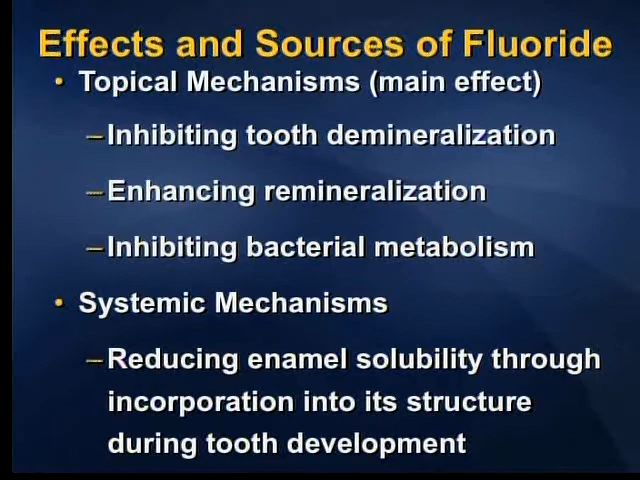 Effects and Sources of Fluoride
• Topical Mechanisms (main effect)
–Inhibiting tooth demineralization
–Enhancing remineralization
–Inhibiting bacterial metabolism
• Systemic Mechanisms
–Reducing enamel solubility through
incorporation into its structure
during tooth development